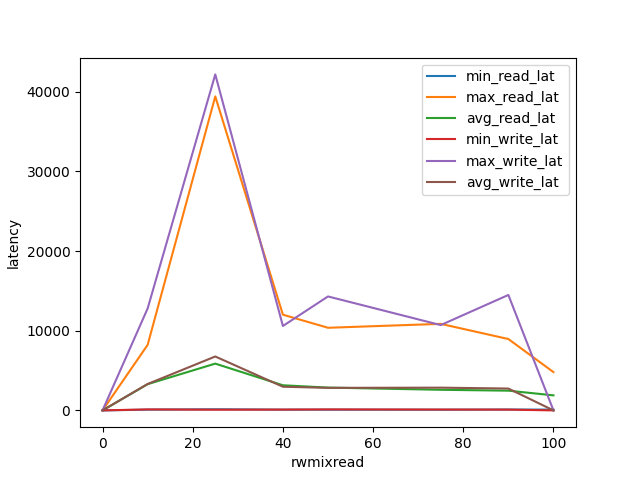 min_read_lat
max_read_lat
avg_read_lat
min_write_lat
max_write_lat
avg_write_lat
40000
30000
20000
10000
0
latency
0 20 40 60 80 100
rwmixread